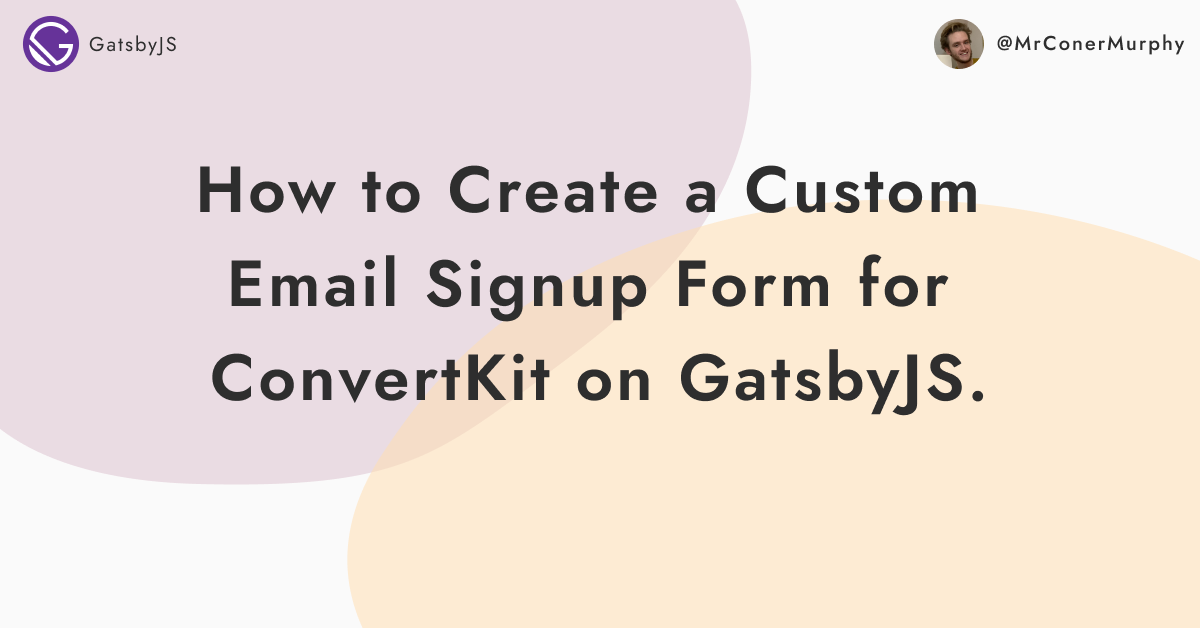 GatsbyJS
@MrConerMurphy
How to Create a Custom
Email Signup Form for
ConvertKit on GatsbyJS.